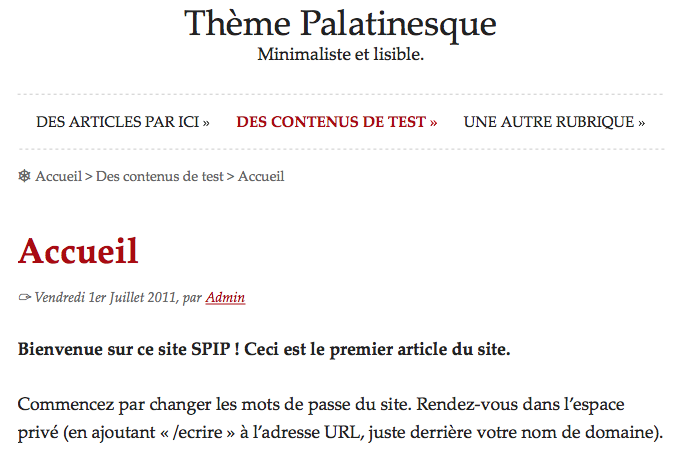 Thème Palatinesque
Minimaliste et lisible.
DES ARTICLES PAR ICI » DES CONTENUS DE TEST » UNE AUTRE RUBRIQUE »
❄ Accueil > Des contenus de test > Accueil
Accueil
✑ Vendredi 1er Juillet 2011, par Admin
Bienvenue sur ce site SPIP ! Ceci est le premier article du site.
Commencez par changer les mots de passe du site. Rendez-vous dans l’espace
privé (en ajoutant « /ecrire » à l’adresse URL, juste derrière votre nom de domaine).